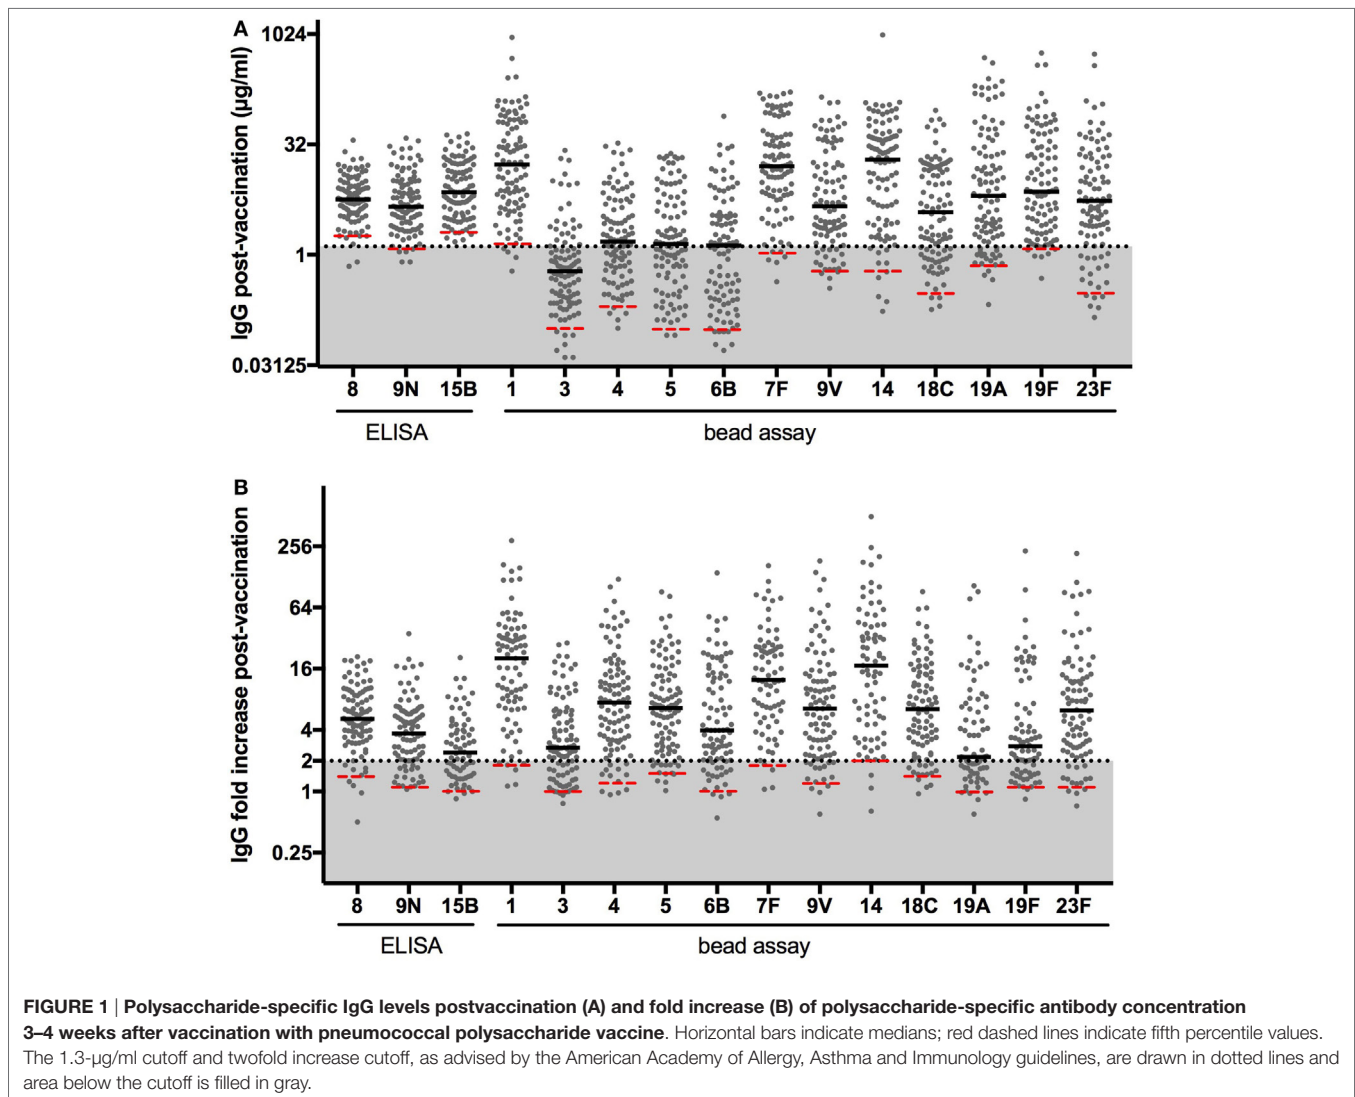 A
IgG post-vaccination (µg/ml)
1024
32
1
0.03125
8 9N 15B 1 3 4 5 6B 7F 9V 14 18C 19A 19F 23F
ELISA bead assay
B
IgG fold increase post-vaccination
256
64
16
4
2
1
0.25
8 9N 15B 1 3 4 5 6B 7F 9V 14 18C 19A 19F 23F
ELISA bead assay
FIGURE 1 | Polysaccharide-specific IgG levels postvaccination (A) and fold increase (B) of polysaccharide-specific antibody concentration
3–4 weeks after vaccination with pneumococcal polysaccharide vaccine. Horizontal bars indicate medians; red dashed lines indicate fifth percentile values.
The 1.3-µg/ml cutoff and twofold increase cutoff, as advised by the American Academy of Allergy, Asthma and Immunology guidelines, are drawn in dotted lines and
area below the cutoff is filled in gray.